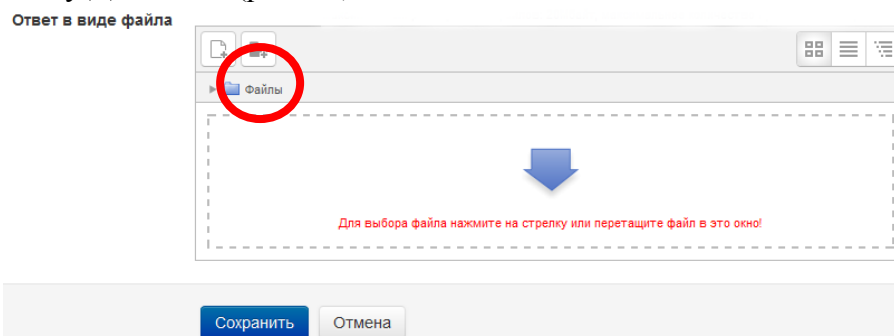 Ответ в виде файла
Файлы
Для выбора файла нажмите на стрелку или перетащите файл в это окно!
Сохранить
Отмена